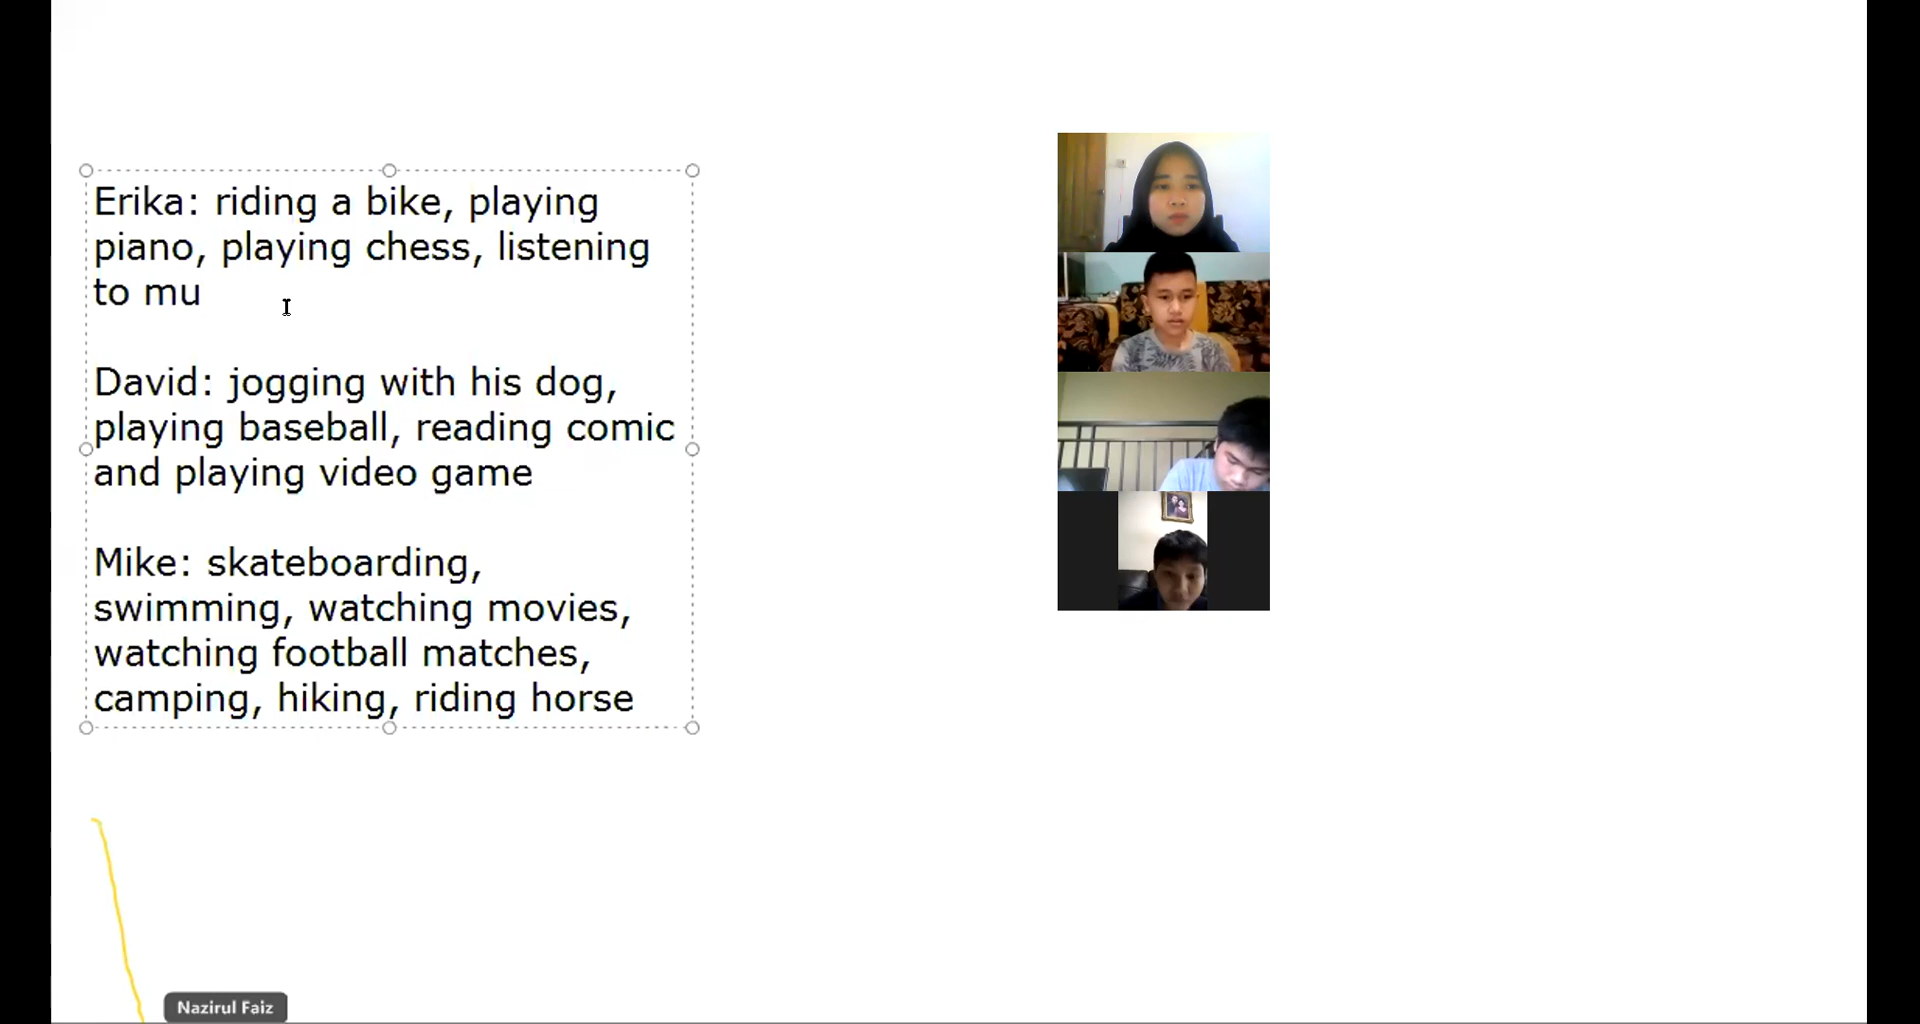 Erika: riding a bike, playing
piano, playing chess, listening
to mu
David: jogging with his dog,
playing baseball, reading comic
and playing video game
Mike: skateboarding,
swimming, watching movies,
watching football matches,
camping, hiking, riding horse
Nazirul Faiz